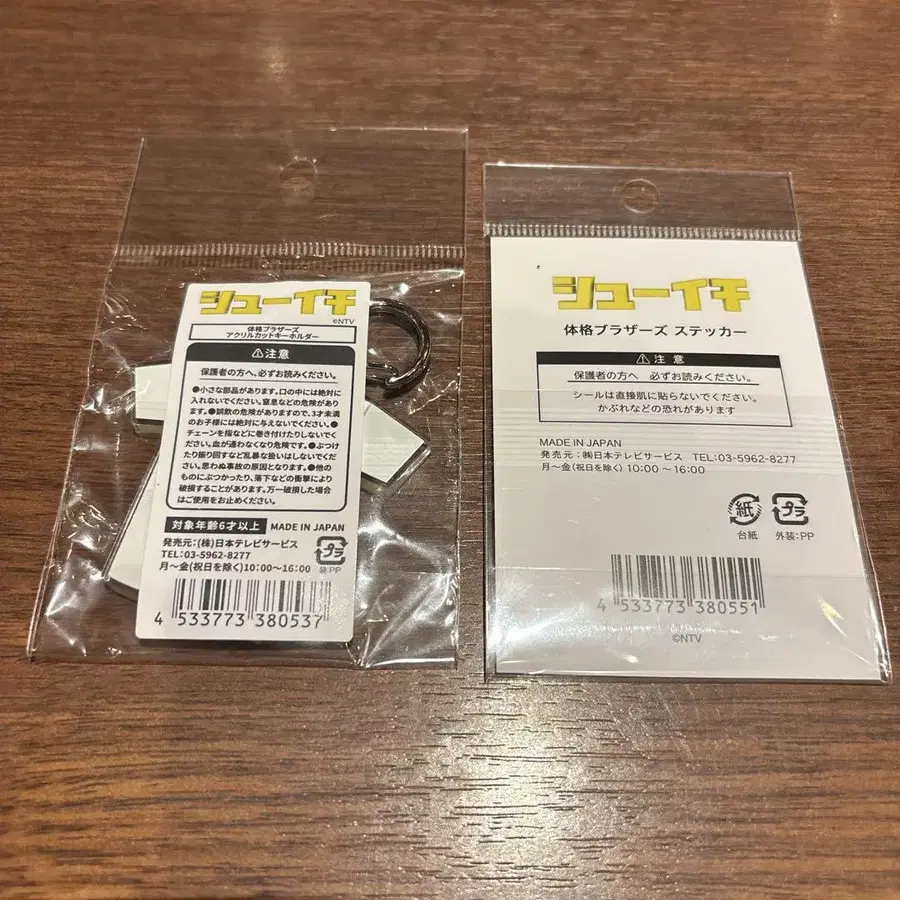 シューイチ
©NTV
体格ブラザーズ
アクリルカットキーホルダー
⚠注意
保護者の方へ、必ずお読みください。
●小さな部品があります。口の中には絶対に
入れないでください。窒息などの危険があり
ます。●誤飲の危険がありますので、3才未満
のお子様には絶対に与えないでください。●
チェーンを指などに巻き付けたりしないでく
ださい。血が通わなくなり危険です。●ぶつけ
たり振り回すなど乱暴な扱いはしないでくだ
さい。思わぬ事故の原因となります。●他の
ものにぶつかったり、落下などの衝撃により
破損することがあります。万一破損した場合
はご使用をお止めください。
対象年齢6才以上 MADE IN JAPAN
発売元:(株)日本テレビサービス
TEL:03-5962-8277
月〜金(祝日を除く)10:00〜16:00
プラ
袋:PP
4 533773 380537
シューイチ
体格ブラザーズ ステッカー
⚠ 注 意
保護者の方へ 必ずお読みください。
シールは直接肌に貼らないでください。
かぶれなどの恐れがあります
MADE IN JAPAN
発売元:㈱日本テレビサービス TEL:03-5962-8277
月〜金(祝日を除く) 10:00 〜 16:00
紙 プラ
台紙 外装:PP
4 533773 380551
©NTV